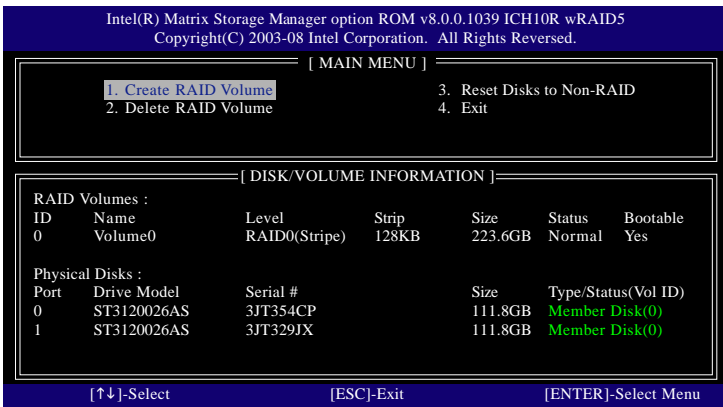 Intel(R) Matrix Storage Manager option ROM v8.0.0.1039 ICH10R wRAID5
Copyright(C) 2003-08 Intel Corporation. All Rights Reversed.
[ MAIN MENU ]
1. Create RAID Volume 3. Reset Disks to Non-RAID
2. Delete RAID Volume 4. Exit
[ DISK/VOLUME INFORMATION ]
RAID Volumes :
ID Name Level Strip Size Status Bootable
0 Volume0 RAID0(Stripe) 128KB 223.6GB Normal Yes
Physical Disks :
Port Drive Model Serial # Size Type/Status(Vol ID)
0 ST3120026AS 3JT354CP 111.8GB Member Disk(0)
1 ST3120026AS 3JT329JX 111.8GB Member Disk(0)
[↑↓]-Select [ESC]-Exit [ENTER]-Select Menu